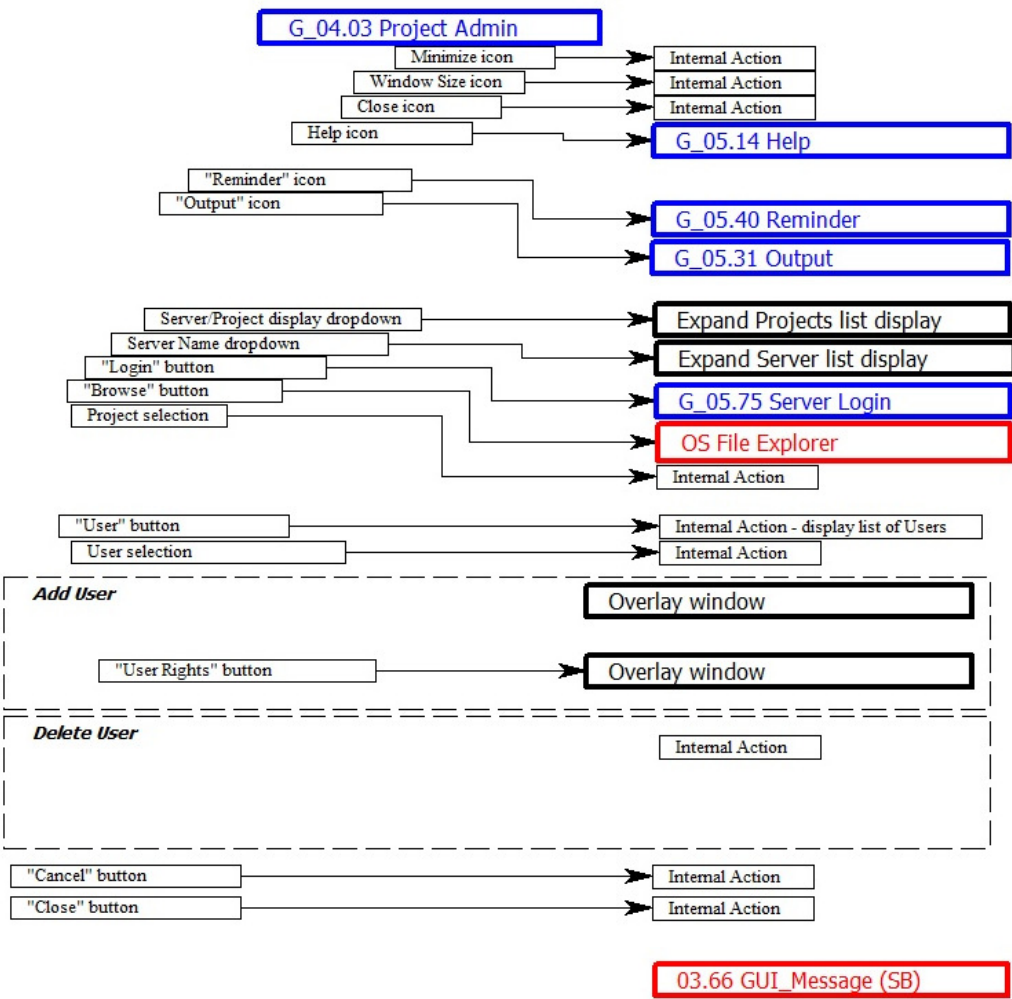 G_04.03 Project Admin
Minimize icon
Internal Action
Window Size icon
Internal Action
Close icon
Internal Action
Help icon
G_05.14 Help
"Reminder" icon
"Output" icon
G_05.40 Reminder
G_05.31 Output
Server/Project display dropdown
Expand Projects list display
Server Name dropdown
Expand Server list display
"Login" button
"Browse" button
G_05.75 Server Login
Project selection
OS File Explorer
Internal Action
"User" button
Internal Action - display list of Users
User selection
Internal Action
Add User
Overlay window
"User Rights" button
Overlay window
Delete User
Internal Action
"Cancel" button
Internal Action
"Close" button
Internal Action
03.66 GUI_Message (SB)